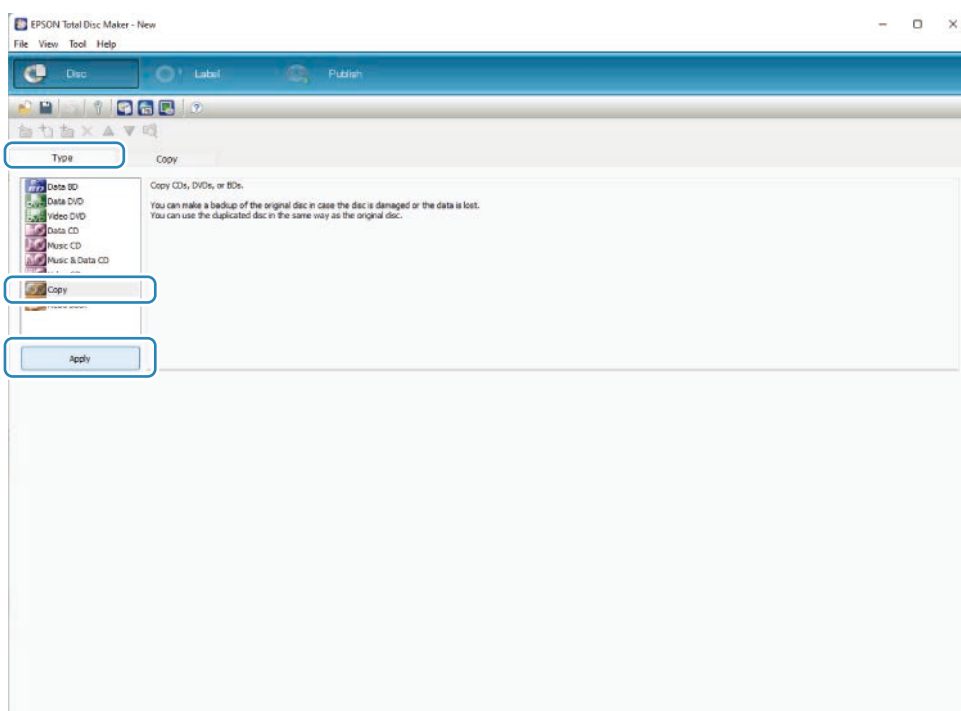 EPSON Total Disc Maker - New
File View Tool Help
Disc Label Publish
Type Copy
Data BD
Data DVD
Video DVD
Data CD
Music CD
Music & Data CD
Copy
Apply
Copy CDs, DVDs, or BDs.
You can make a backup of the original disc in case the disc is damaged or the data is lost.
You can use the duplicated disc in the same way as the original disc.